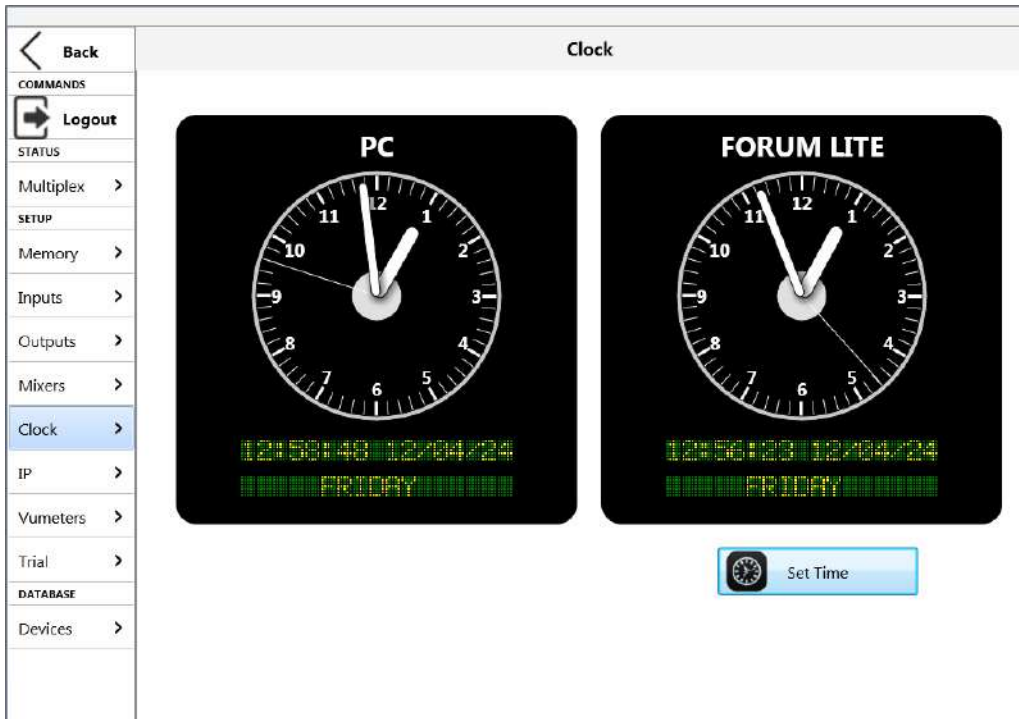 Back
Clock
COMMANDS
Logout
STATUS
Multiplex
SETUP
Memory
Inputs
Outputs
Mixers
Clock
IP
Vumeters
Trial
DATABASE
Devices
PC
12
1
2
3
4
5
6
7
8
9
10
11
12:58:48 12/04/24
FRIDAY
FORUM LITE
12
1
2
3
4
5
6
7
8
9
10
11
12:56:23 12/04/24
FRIDAY
Set Time